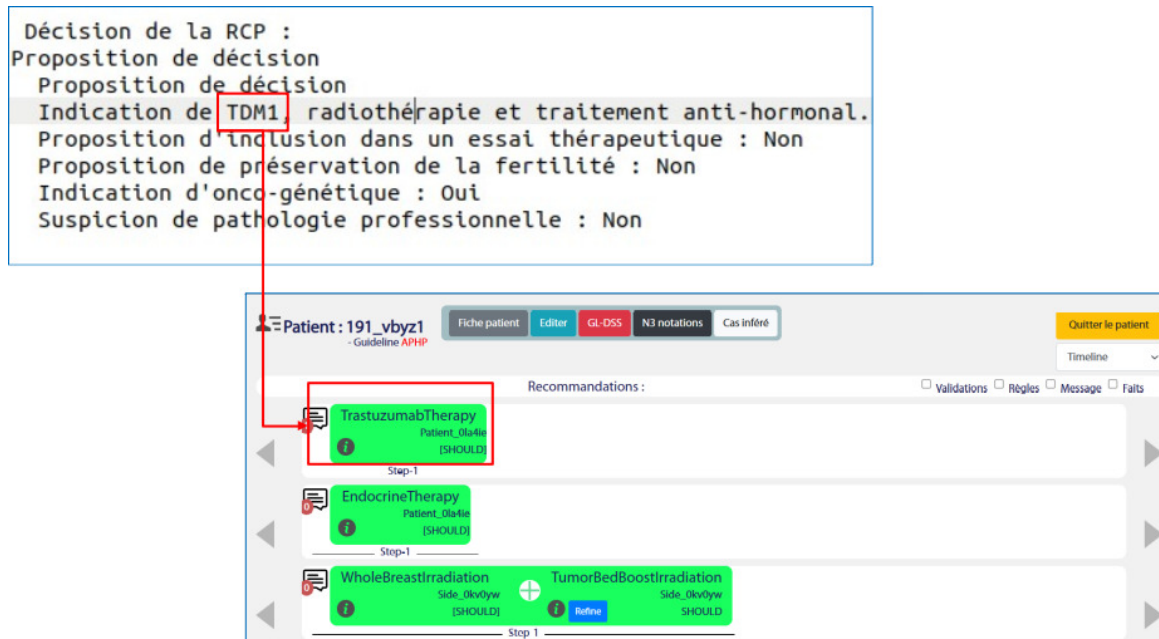 Décision de la RCP :
Proposition de décision
Proposition de décision
Indication de TDM1, radiothérapie et traitement anti-hormonal.
Proposition d'inclusion dans un essai thérapeutique : Non
Proposition de préservation de la fertilité : Non
Indication d'onco-génétique : Oui
Suspicion de pathologie professionnelle : Non
Patient : 191_vbyz1
- Guideline APHP
Fiche patient Editer GL-DSS N3 notations Cas inféré
Quitter le patient
Timeline
Recommandations :
Validations Règles Message Faits
TrastuzumabTherapy
Patient_0la4ie
[SHOULD]
Step-1
EndocrineTherapy
Patient_0la4ie
[SHOULD]
0
Step-1
WholeBreastIrradiation TumorBedBoostIrradiation
Side_0kv0yw Side_0kv0yw
0
[SHOULD] Refine SHOULD
Step 1